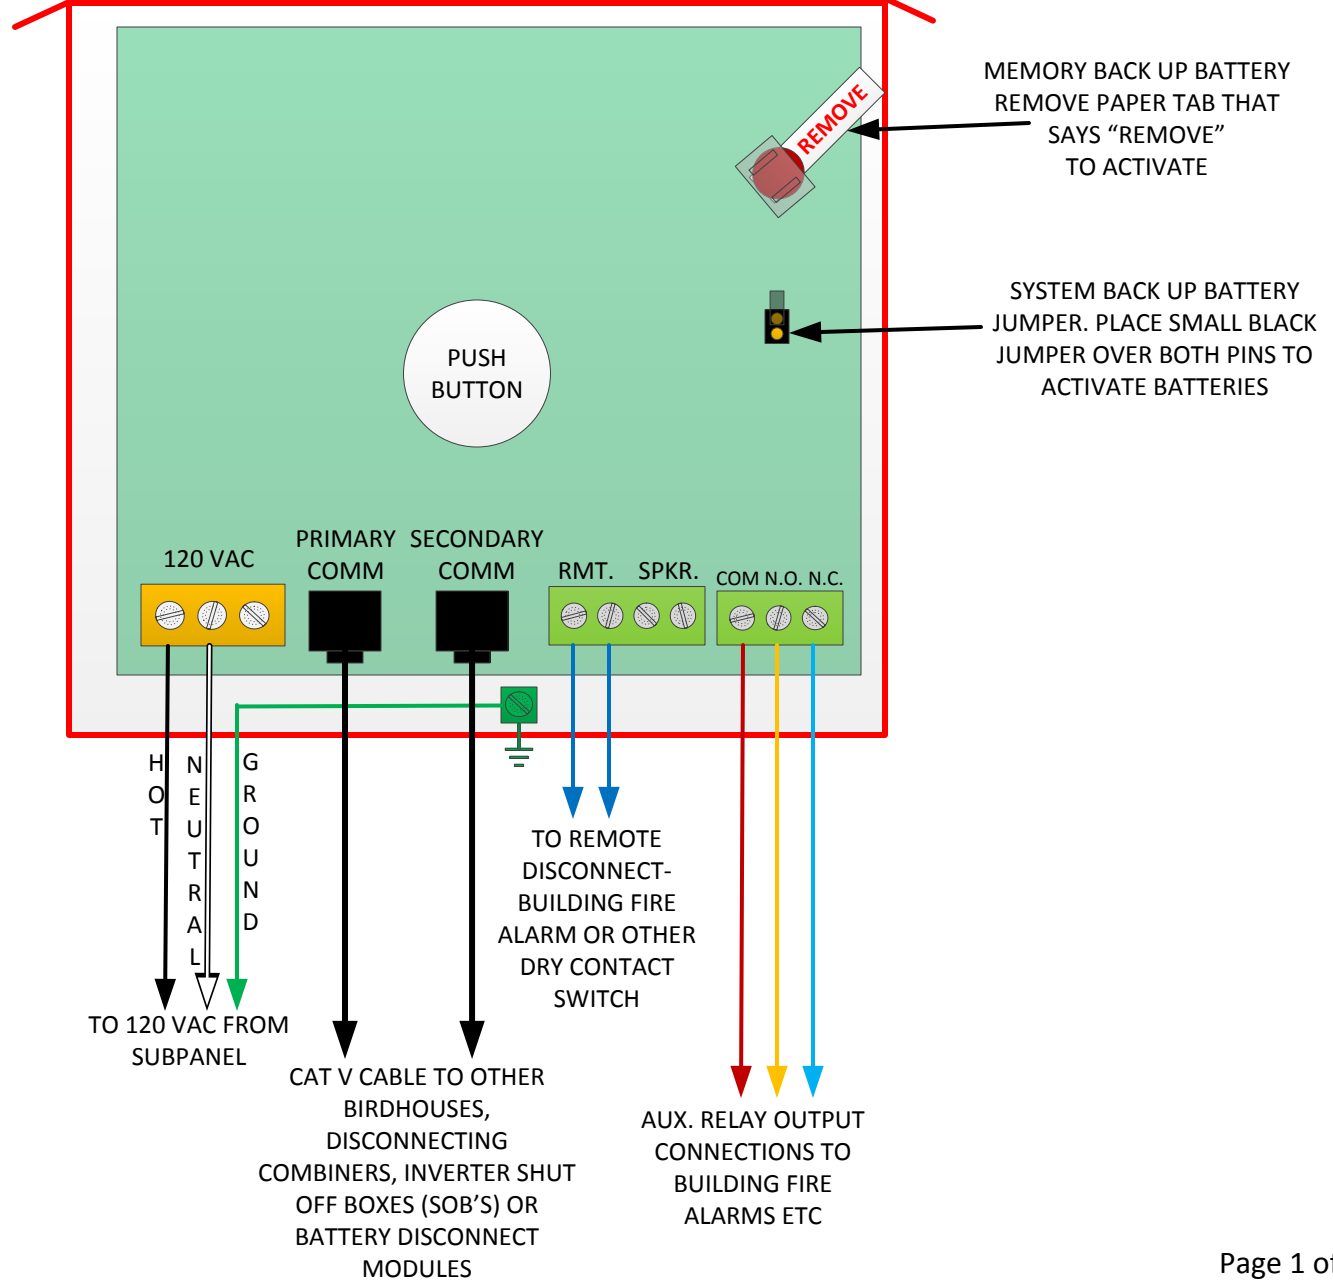 MEMORY BACK UP BATTERY
REMOVE PAPER TAB THAT
SAYS “REMOVE”
TO ACTIVATE
REMOVE
SYSTEM BACK UP BATTERY
JUMPER. PLACE SMALL BLACK
JUMPER OVER BOTH PINS TO
ACTIVATE BATTERIES
PUSH
BUTTON
120 VAC
PRIMARY
COMM
SECONDARY
COMM
RMT.
SPKR.
COM N.O. N.C.
HOT
NEUTRAL
GROUND
TO 120 VAC FROM
SUBPANEL
CAT V CABLE TO OTHER
BIRDHOUSES,
DISCONNECTING
COMBINERS, INVERTER SHUT
OFF BOXES (SOB’S) OR
BATTERY DISCONNECT
MODULES
TO REMOTE
DISCONNECT-
BUILDING FIRE
ALARM OR OTHER
DRY CONTACT
SWITCH
AUX. RELAY OUTPUT
CONNECTIONS TO
BUILDING FIRE
ALARMS ETC
Page 1 of